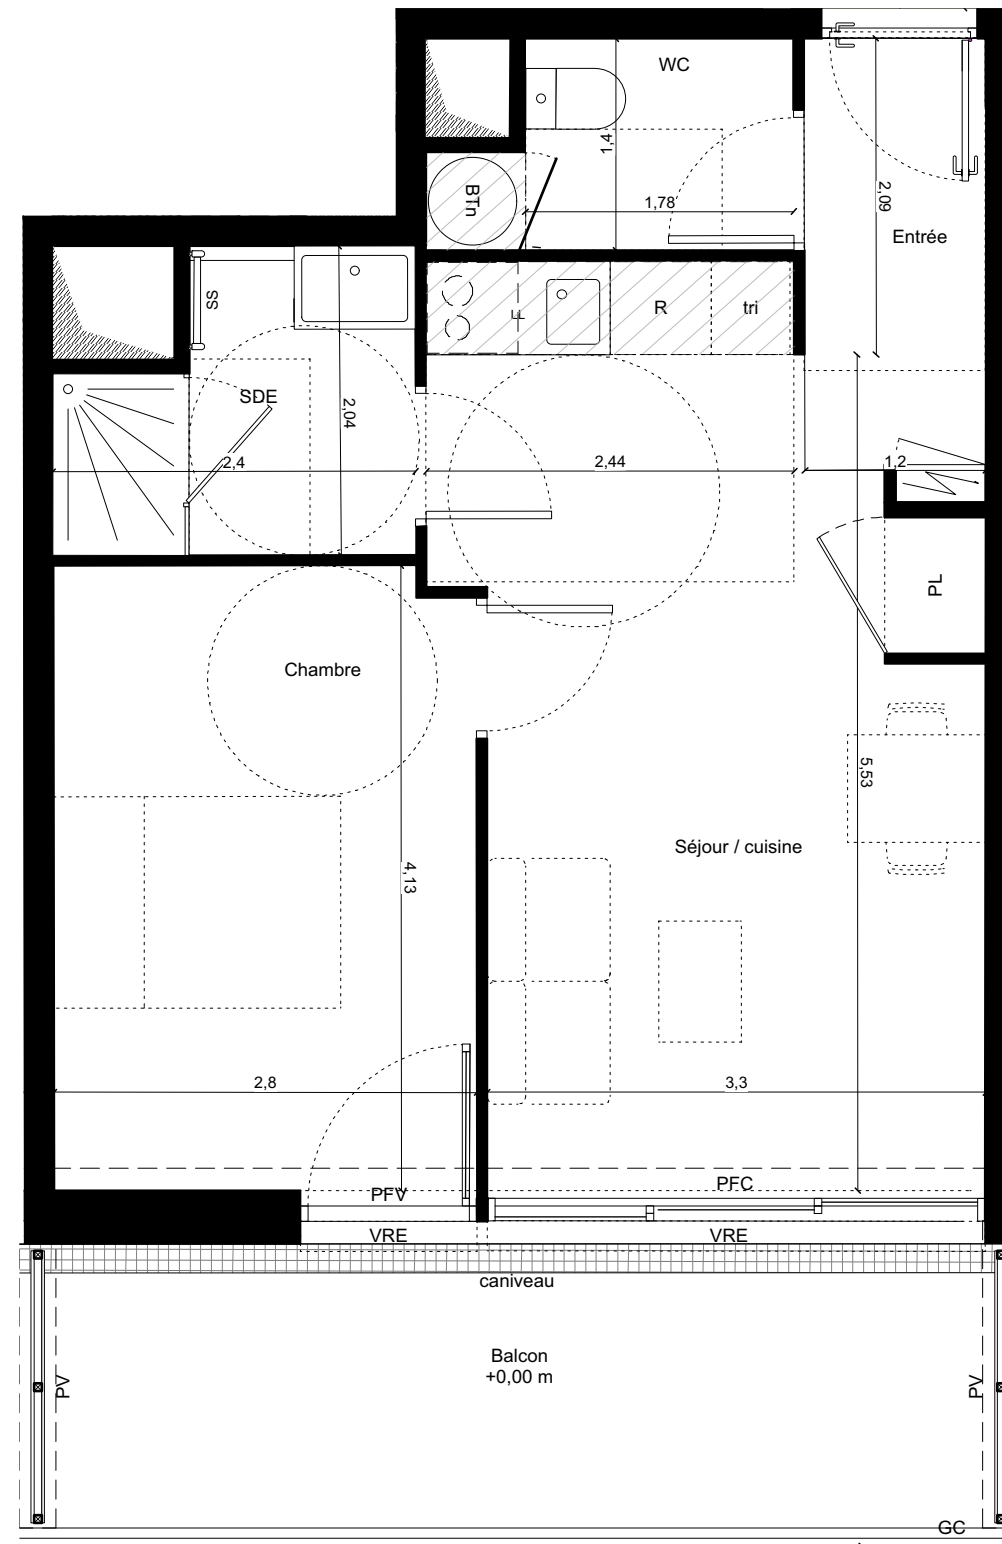 WC
1,4
BTn
1,78
2,09
Entrée
SS
LL
R
tri
SDE
2,04
2,4
2,44
1,2
PL
Chambre
5,53
Séjour / cuisine
4,13
2,8
3,3
PFV
PFC
VRE
VRE
caniveau
Balcon
+0,00 m
PV
PV
GC